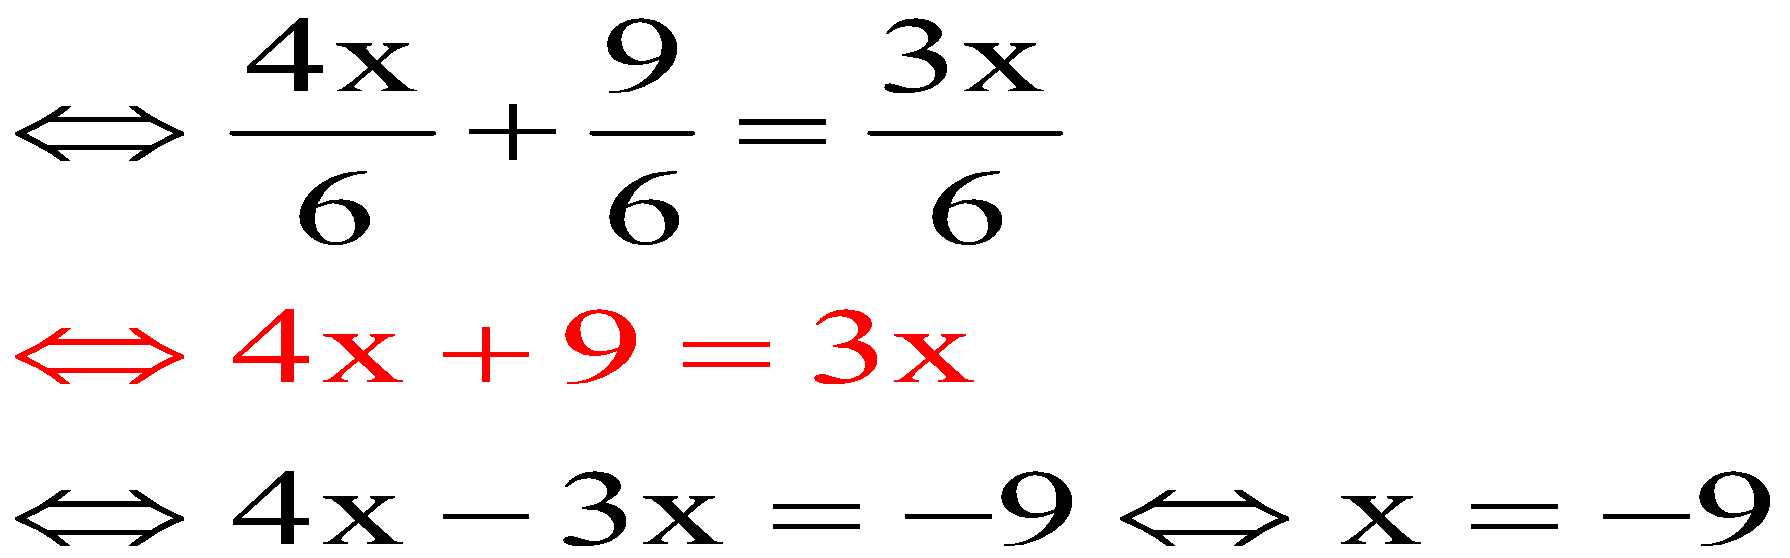 ⇔ 4x/6 + 9/6 = 3x/6
⇔ 4x + 9 = 3x
⇔ 4x − 3x = −9 ⇔ x = −9